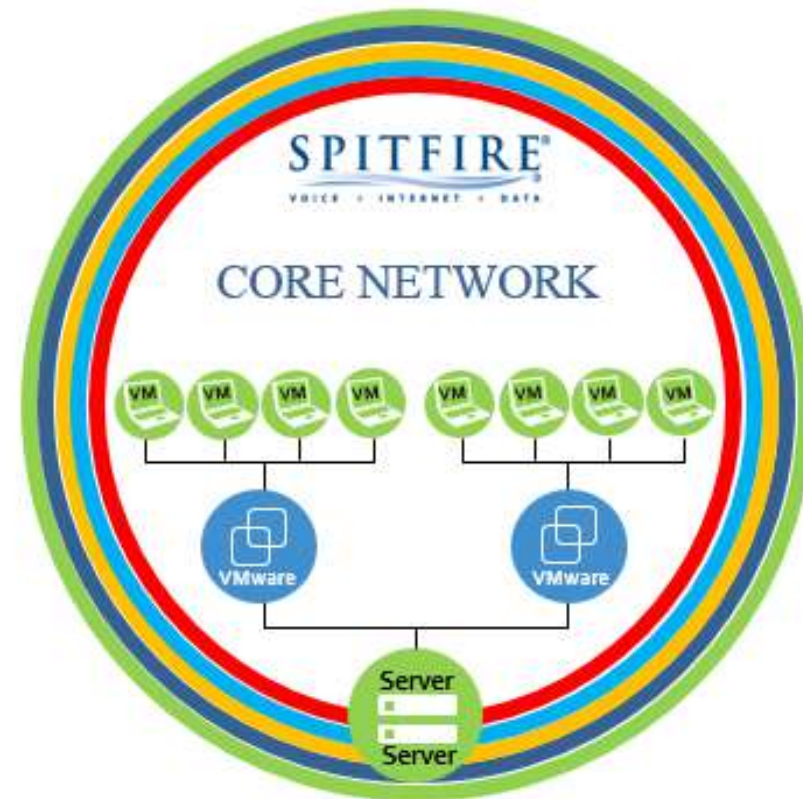 SPITFIRE®
VOICE • INTERNET • DATA
CORE NETWORK
VM VM VM VM VM VM VM VM
VMware VMware
Server
Server